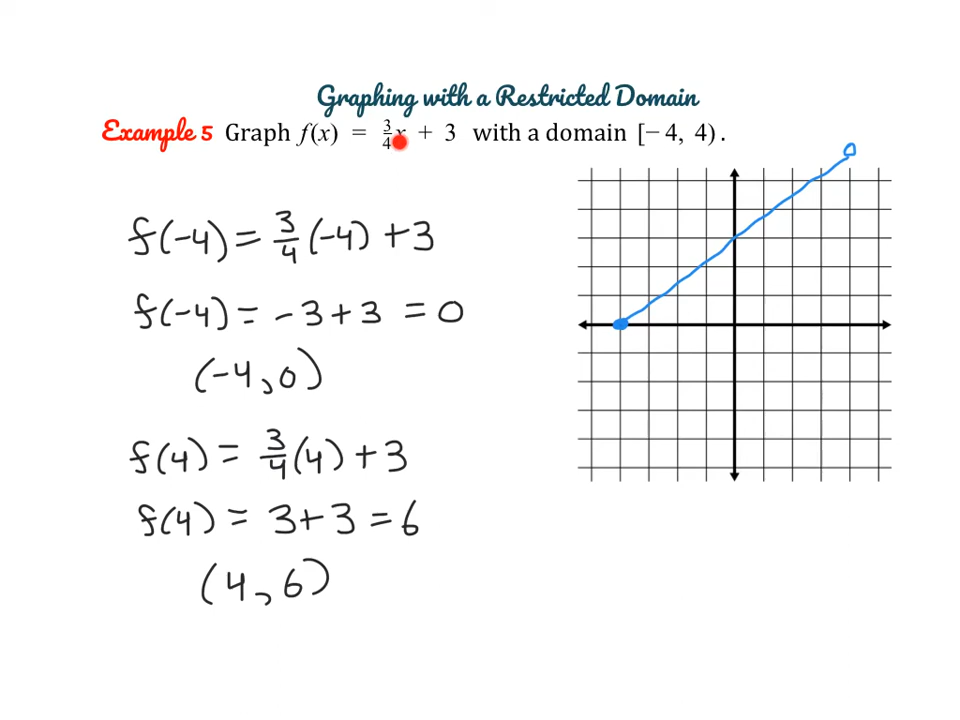 Graphing with a Restricted Domain
Example 5 Graph f(x) = 3/4x + 3 with a domain [−4, 4).
f(-4) = 3/4(-4) + 3
f(-4) = -3 + 3 = 0
(-4, 0)
f(4) = 3/4(4) + 3
f(4) = 3 + 3 = 6
(4, 6)